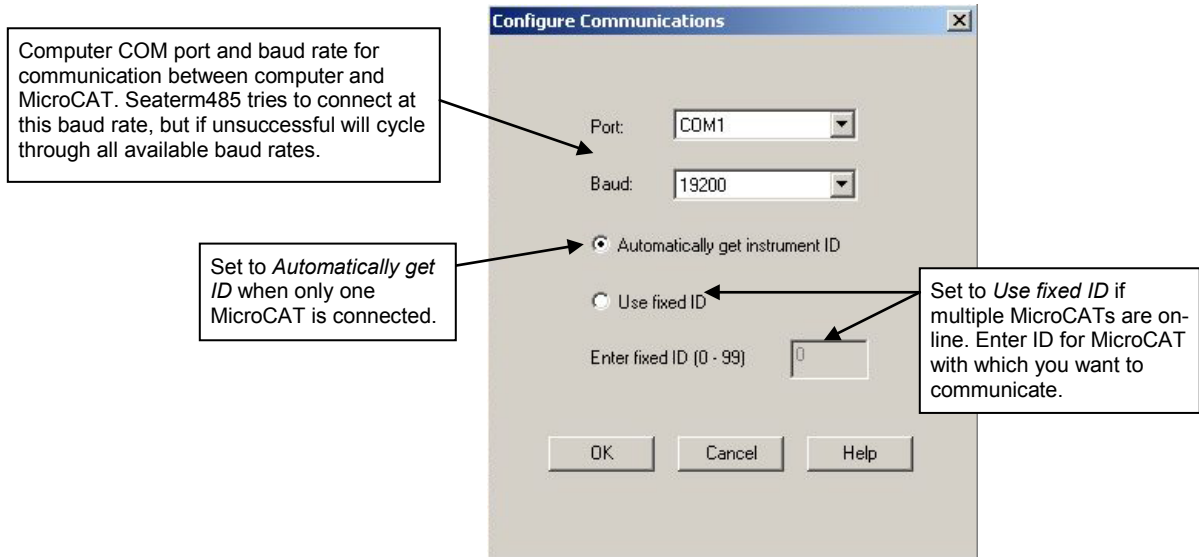 Configure Communications
Computer COM port and baud rate for
communication between computer and
MicroCAT. Seaterm485 tries to connect at
this baud rate, but if unsuccessful will cycle
through all available baud rates.
Port: COM1
Baud: 19200
Automatically get instrument ID
Set to Automatically get
ID when only one
MicroCAT is connected.
Use fixed ID
Enter fixed ID (0 - 99) 0
Set to Use fixed ID if
multiple MicroCATs are on-
line. Enter ID for MicroCAT
with which you want to
communicate.
OK Cancel Help